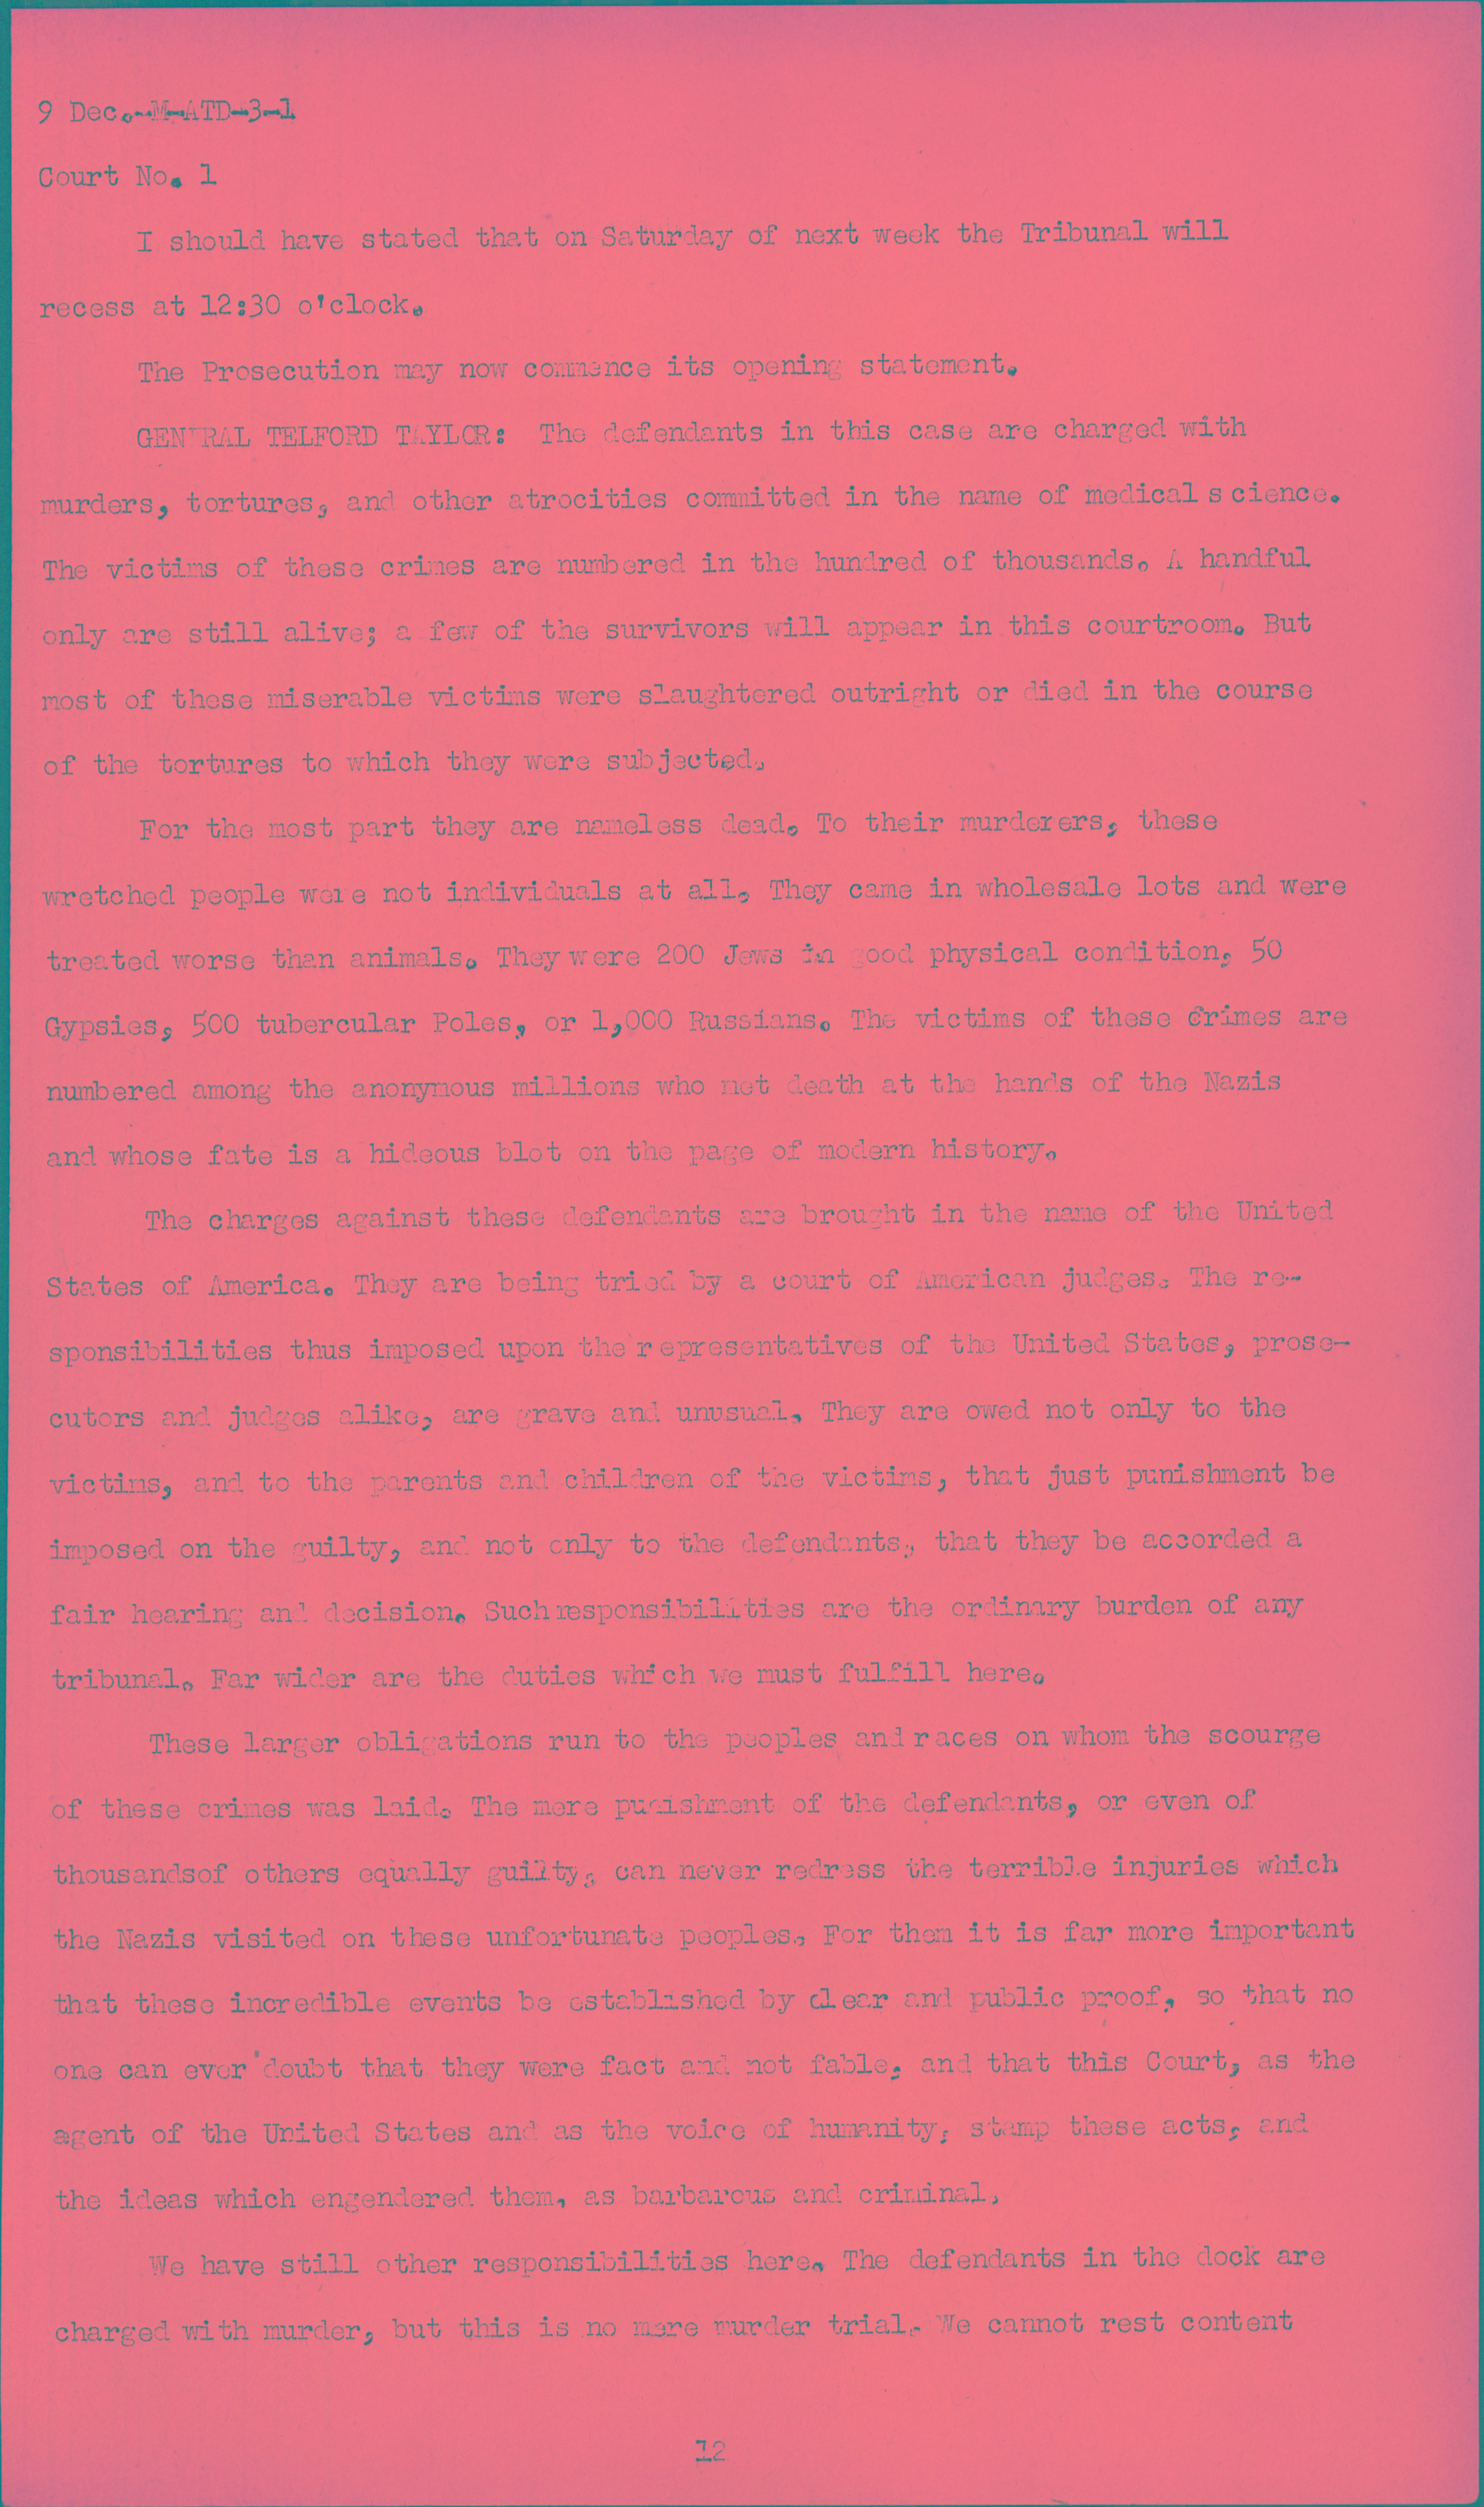 9 Dec.-M-ATD-3-1
Court No. 1
I should have stated that on Saturday of next week the Tribunal will
recess at 12:30 o'clock.
The Prosecution may now commence its opening statement.
GENERAL TELFORD TAYLOR: The defendants in this case are charged with
murders, tortures, and other atrocities committed in the name of medical s cience.
The victims of these crimes are numbered in the hundred of thousands. A handful
only are still alive; a few of the survivors will appear in this courtroom. But
most of these miserable victims were slaughtered outright or died in the course
of the tortures to which they were subjected.
For the most part they are nameless dead. To their murderers, these
wretched people were not individuals at all. They came in wholesale lots and were
treated worse than animals. They were 200 Jews in good physical condition, 50
Gypsies, 500 tubercular Poles, or 1,000 Russians. The victims of these crimes are
numbered among the anonymous millions who met death at the hands of the Nazis
and whose fate is a hideous blot on the page of modern history.
The charges against these defendants are brought in the name of the United
States of America. They are being tried by a court of American judges. The re-
sponsibilities thus imposed upon the representatives of the United States, prose-
cutors and judges alike, are grave and unusual. They are owed not only to the
victims, and to the parents and children of the victims, that just punishment be
imposed on the guilty, and not only to the defendants, that they be accorded a
fair hearing and decision. Such responsibilities are the ordinary burden of any
tribunal. Far wider are the duties which we must fulfill here.
These larger obligations run to the peoples and races on whom the scourge
of these crimes was laid. The mere punishment of the defendants, or even of
thousandsof others equally guilty, can never redress the terrible injuries which
the Nazis visited on these unfortunate peoples. For them it is far more important
that these incredible events be established by clear and public proof, so that no
one can ever doubt that they were fact and not fable, and that this Court, as the
agent of the United States and as the voice of humanity, stamp these acts, and
the ideas which engendered them, as barbarous and criminal.
We have still other responsibilities here. The defendants in the dock are
charged with murder, but this is no mere murder trial. We cannot rest content
12